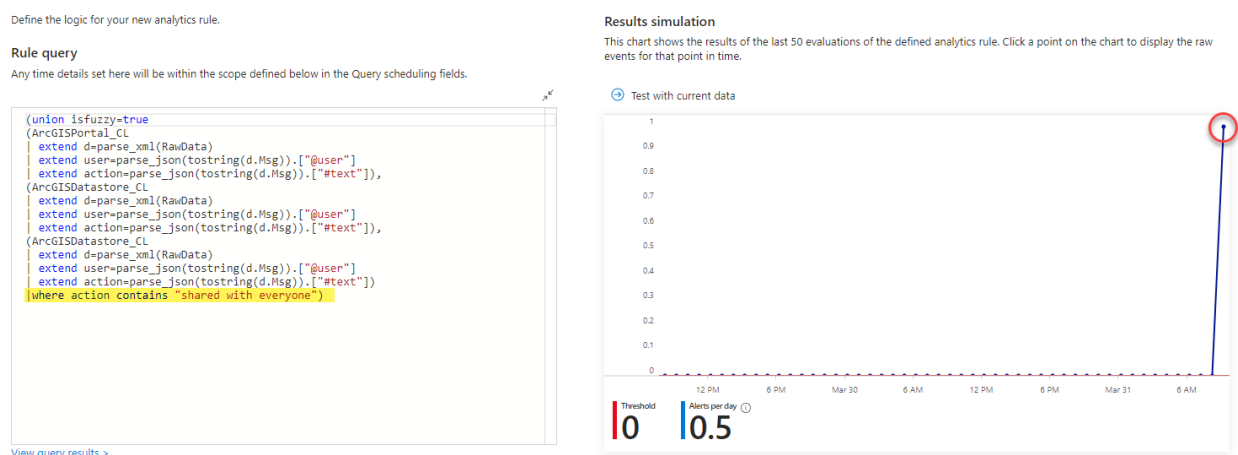 Define the logic for your new analytics rule.
Rule query
Any time details set here will be within the scope defined below in the Query scheduling fields.
(union isfuzzy=true
(ArcGISPortal_CL
| extend d=parse_xml(RawData)
| extend user=parse_json(tostring(d.Msg)).["@user"]
| extend action=parse_json(tostring(d.Msg)).["#text"]),
(ArcGISDatastore_CL
| extend d=parse_xml(RawData)
| extend user=parse_json(tostring(d.Msg)).["@user"]
| extend action=parse_json(tostring(d.Msg)).["#text"]),
(ArcGISDatastore_CL
| extend d=parse_xml(RawData)
| extend user=parse_json(tostring(d.Msg)).["@user"]
| extend action=parse_json(tostring(d.Msg)).["#text"])
|where action contains "shared with everyone")
View query results >
Results simulation
This chart shows the results of the last 50 evaluations of the defined analytics rule. Click a point on the chart to display the raw
events for that point in time.
Test with current data
1
0.9
0.8
0.7
0.6
0.5
0.4
0.3
0.2
0.1
0
12 PM 6 PM Mar 30 6 AM 12 PM 6 PM Mar 31 6 AM
Threshold
0
Alerts per day
0.5